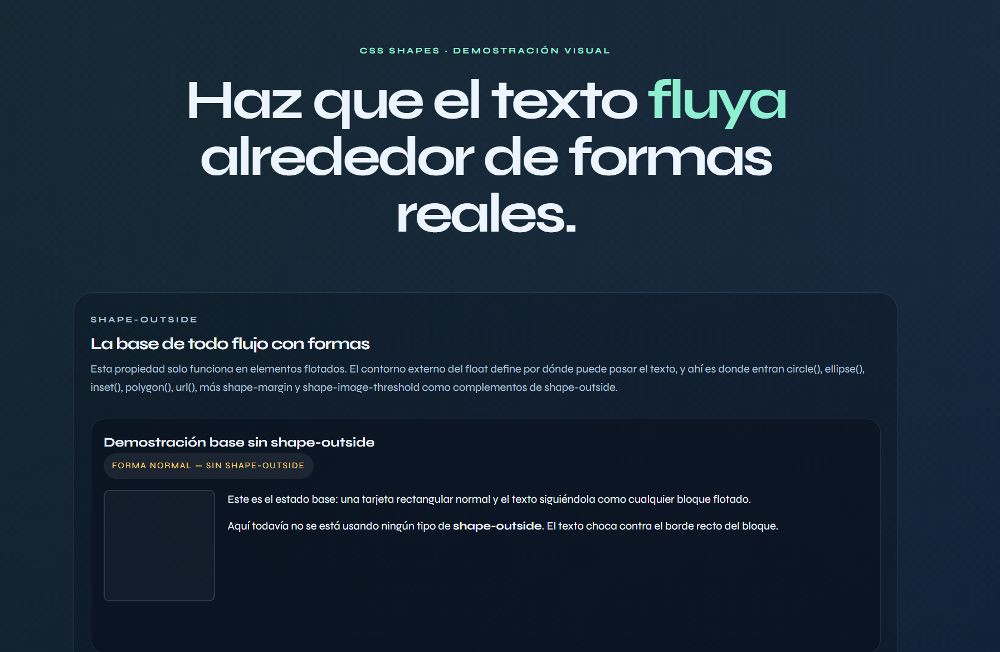 CSS SHAPES · DEMOSTRACIÓN VISUAL
Haz que el texto fluya
alrededor de formas
reales.
SHAPE-OUTSIDE
La base de todo flujo con formas
Esta propiedad solo funciona en elementos flotados. El contorno externo del float define por dónde puede pasar el texto, y ahí es donde entran circle(), ellipse(),
inset(), polygon(), url(), más shape-margin y shape-image-threshold como complementos de shape-outside.
Demostración base sin shape-outside
FORMA NORMAL — SIN SHAPE-OUTSIDE
Este es el estado base: una tarjeta rectangular normal y el texto siguiéndola como cualquier bloque flotado.
Aquí todavía no se está usando ningún tipo de shape-outside. El texto choca contra el borde recto del bloque.